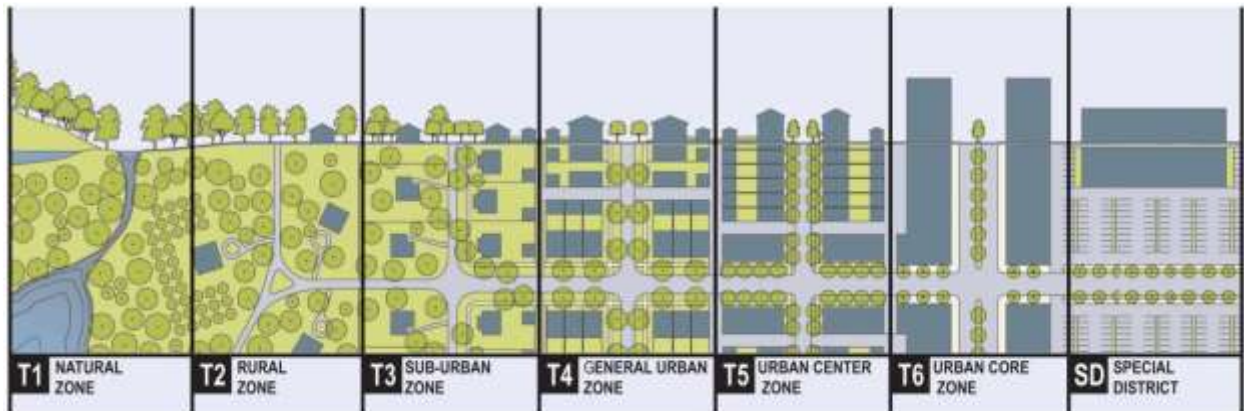 T1 NATURAL
ZONE
T2 RURAL
ZONE
T3 SUB-URBAN
ZONE
T4 GENERAL URBAN
ZONE
T5 URBAN CENTER
ZONE
T6 URBAN CORE
ZONE
SD SPECIAL
DISTRICT